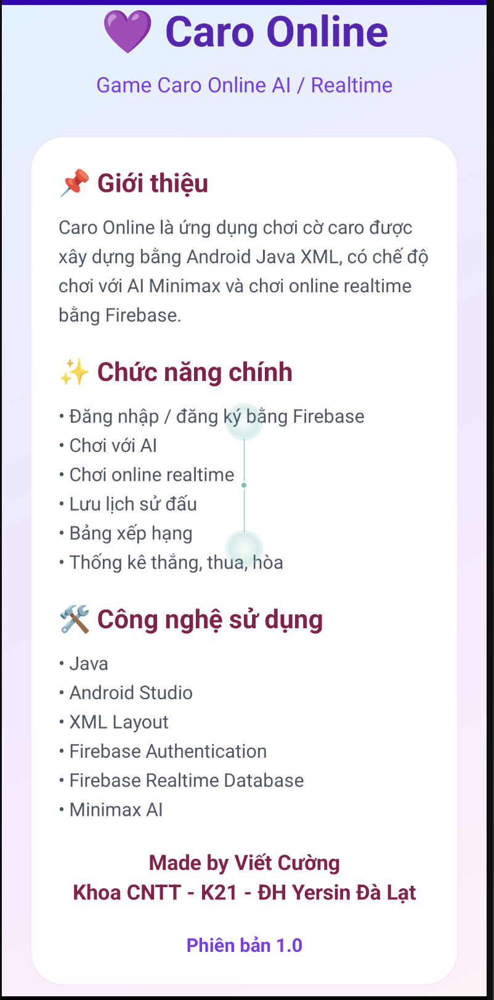 💜 Caro Online
Game Caro Online AI / Realtime
📌 Giới thiệu
Caro Online là ứng dụng chơi cờ caro được
xây dựng bằng Android Java XML, có chế độ
chơi với AI Minimax và chơi online realtime
bằng Firebase.
✨ Chức năng chính
• Đăng nhập / đăng ký bằng Firebase
• Chơi với AI
• Chơi online realtime
• Lưu lịch sử đấu
• Bảng xếp hạng
• Thống kê thắng, thua, hòa
🛠️ Công nghệ sử dụng
• Java
• Android Studio
• XML Layout
• Firebase Authentication
• Firebase Realtime Database
• Minimax AI
Made by Viết Cường
Khoa CNTT - K21 - ĐH Yersin Đà Lạt
Phiên bản 1.0